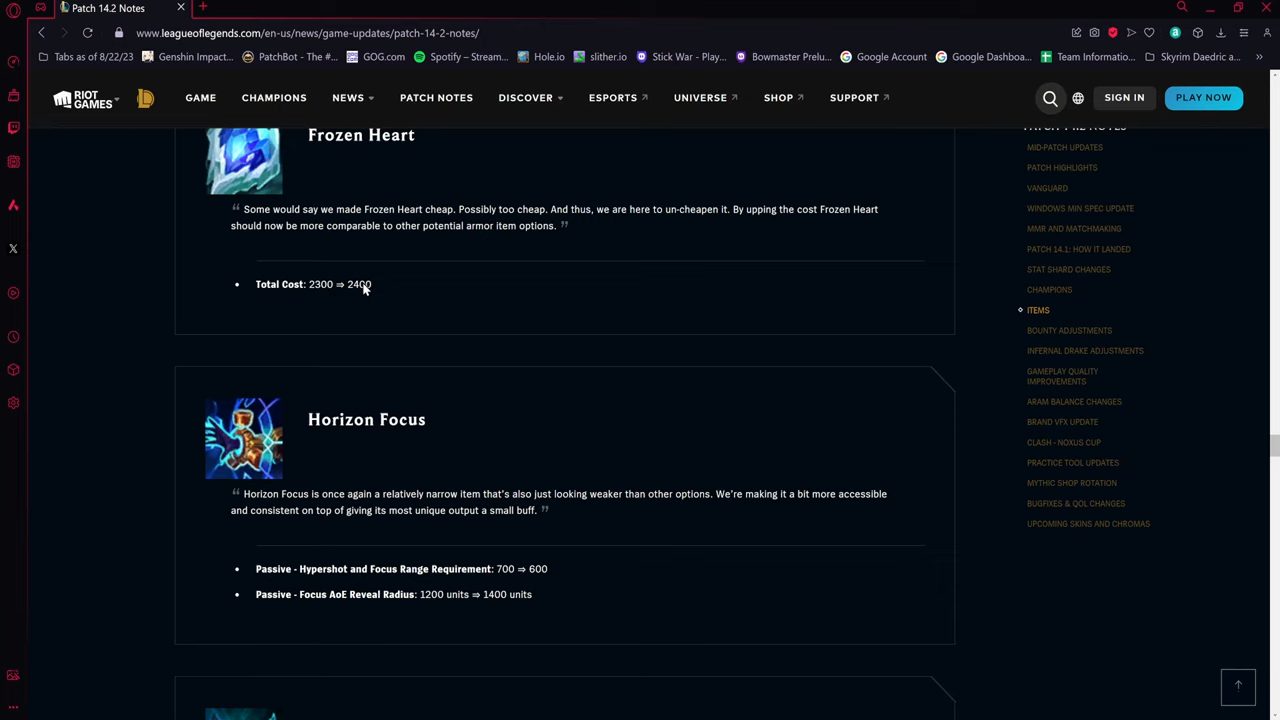 Patch 14.2 Notes
www.leagueoflegends.com/en-us/news/game-updates/patch-14-2-notes/
Tabs as of 8/22/23
Genshin Impact...
PatchBot - The #...
GOG.com
Spotify – Stream...
Hole.io
slither.io
Stick War - Play...
Bowmaster Prelu...
Google Account
Google Dashboa...
Team Informatio...
Skyrim Daedric a...
RIOT GAMES
GAME
CHAMPIONS
NEWS
PATCH NOTES
DISCOVER
ESPORTS
UNIVERSE
SHOP
SUPPORT
SIGN IN
PLAY NOW
Frozen Heart
“ Some would say we made Frozen Heart cheap. Possibly too cheap. And thus, we are here to un-cheapen it. By upping the cost Frozen Heart
should now be more comparable to other potential armor item options. ”
• Total Cost: 2300 ⇒ 2400
Horizon Focus
“ Horizon Focus is once again a relatively narrow item that's also just looking weaker than other options. We're making it a bit more accessible
and consistent on top of giving its most unique output a small buff. ”
• Passive - Hypershot and Focus Range Requirement: 700 ⇒ 600
• Passive - Focus AoE Reveal Radius: 1200 units ⇒ 1400 units
PATCH 14.2 NOTES
MID-PATCH UPDATES
PATCH HIGHLIGHTS
VANGUARD
WINDOWS MIN SPEC UPDATE
MMR AND MATCHMAKING
PATCH 14.1: HOW IT LANDED
STAT SHARD CHANGES
CHAMPIONS
ITEMS
BOUNTY ADJUSTMENTS
INFERNAL DRAKE ADJUSTMENTS
GAMEPLAY QUALITY
IMPROVEMENTS
ARAM BALANCE CHANGES
BRAND VFX UPDATE
CLASH - NOXUS CUP
PRACTICE TOOL UPDATES
MYTHIC SHOP ROTATION
BUGFIXES & QOL CHANGES
UPCOMING SKINS AND CHROMAS